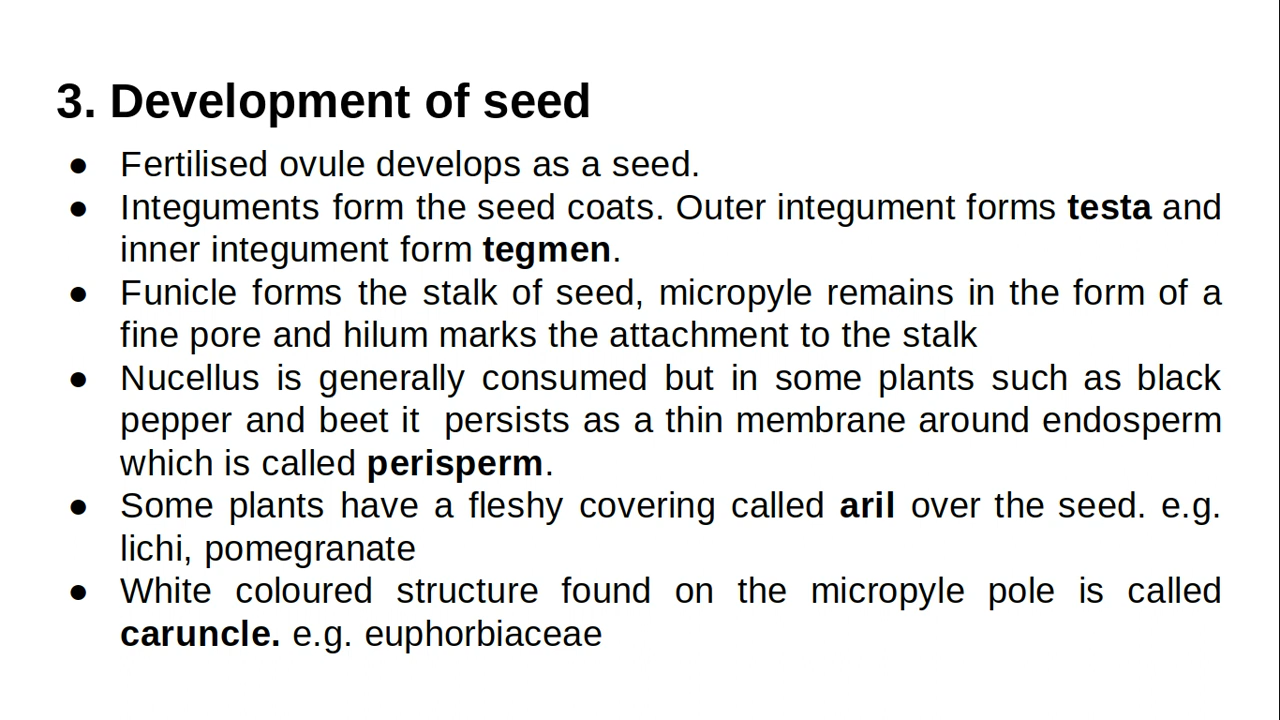 3. Development of seed
● Fertilised ovule develops as a seed.
● Integuments form the seed coats. Outer integument forms testa and
inner integument form tegmen.
● Funicle forms the stalk of seed, micropyle remains in the form of a
fine pore and hilum marks the attachment to the stalk
● Nucellus is generally consumed but in some plants such as black
pepper and beet it  persists as a thin membrane around endosperm
which is called perisperm.
● Some plants have a fleshy covering called aril over the seed. e.g.
lichi, pomegranate
● White coloured structure found on the micropyle pole is called
caruncle. e.g. euphorbiaceae